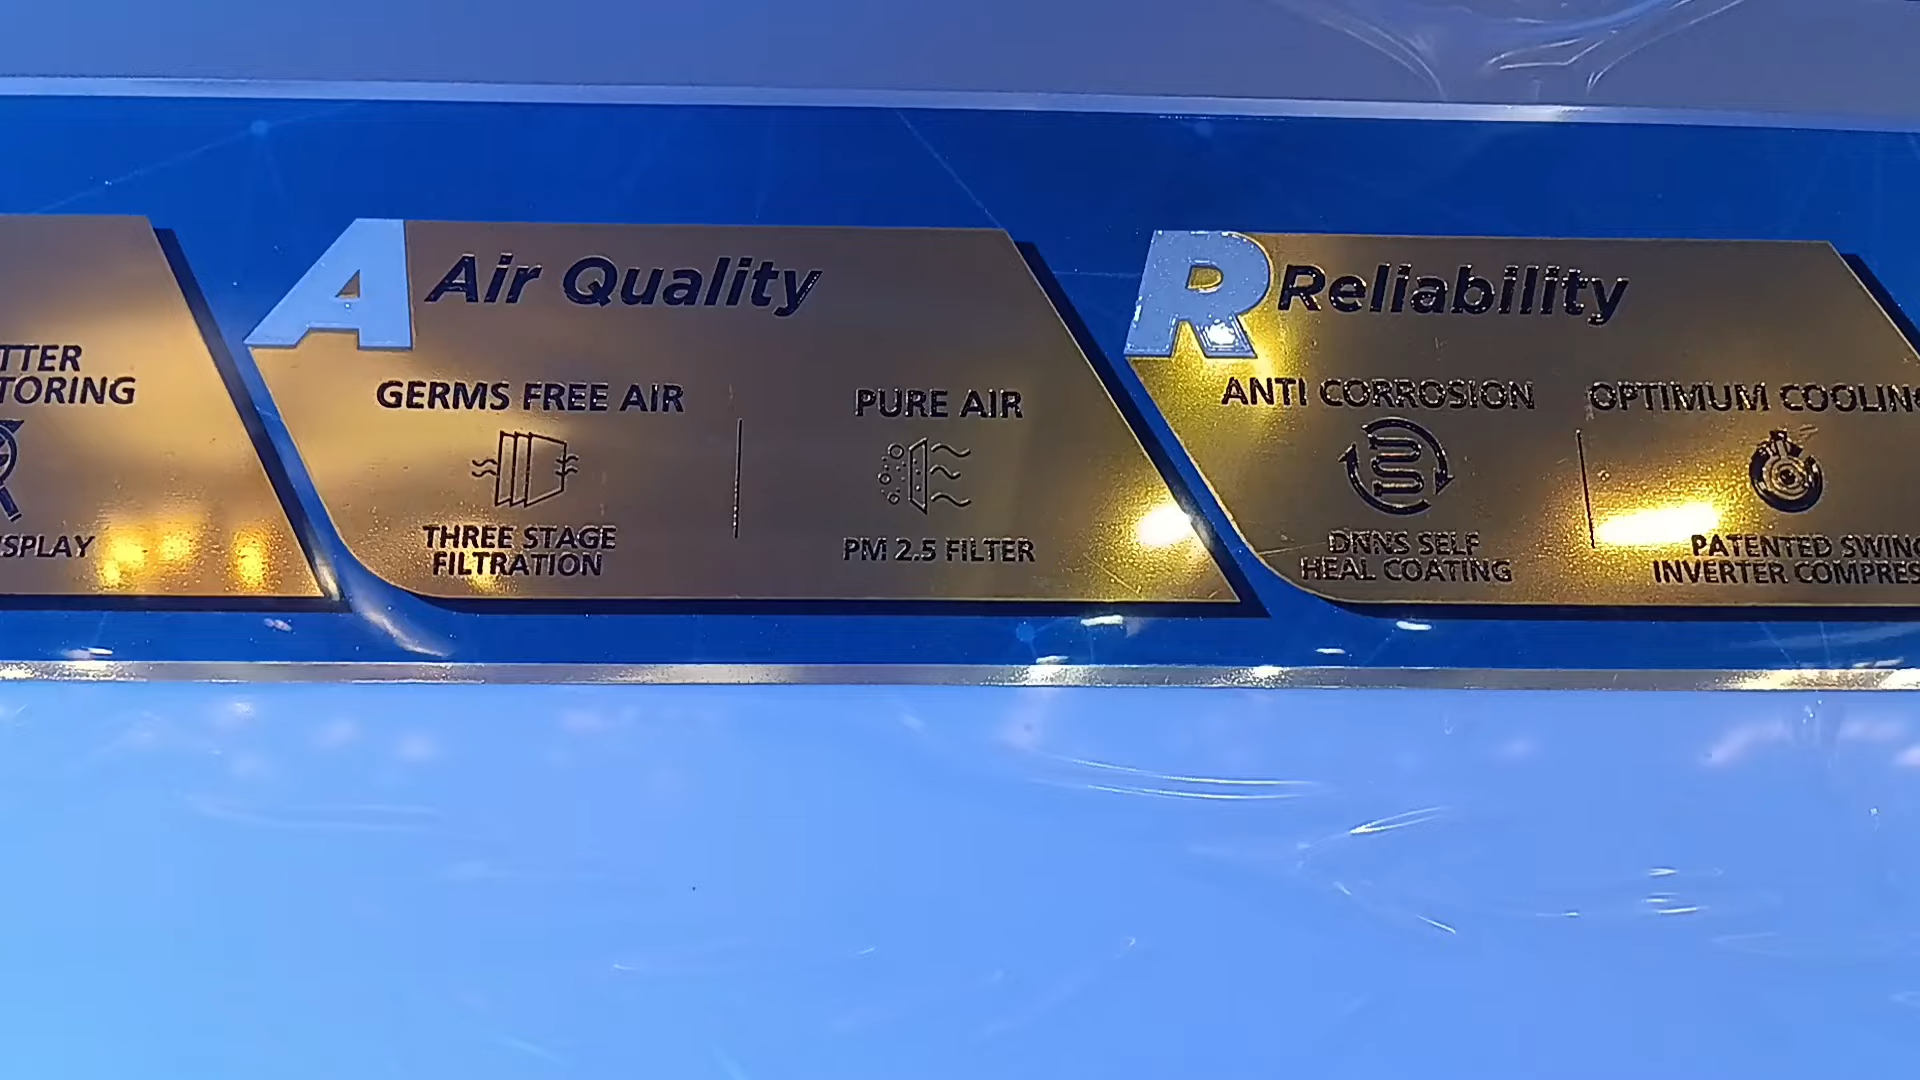 TTER
TORING
ISPLAY
A Air Quality
GERMS FREE AIR
THREE STAGE
FILTRATION
PURE AIR
PM 2.5 FILTER
R Reliability
ANTI CORROSION
DNNS SELF
HEAL COATING
OPTIMUM COOLING
PATENTED SWING
INVERTER COMPRES